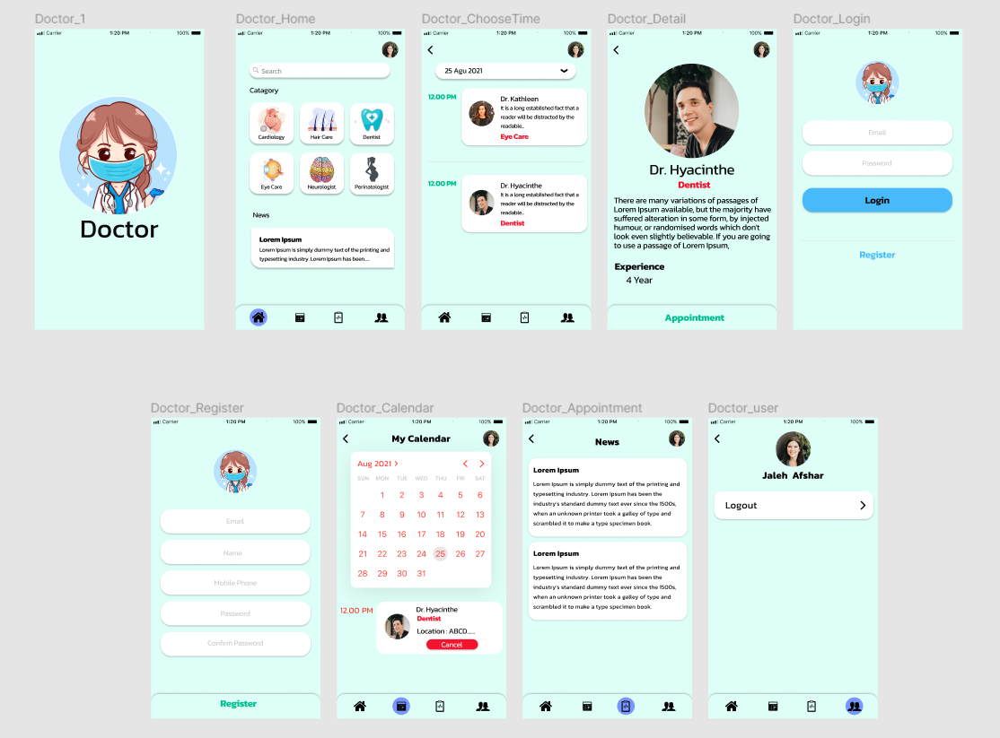 Doctor_1
Carrier 1:20 PM
Doctor
Doctor_Home
Carrier 1:20 PM 100%
Search
Catagory
Cardiology Hair Care Dentist
Eye Care Neurologist Perinatologist
News
Lorem Ipsum
Lorem Ipsum is simply dummy text of the printing and
typesetting industry. Lorem Ipsum has been....
Doctor_ChooseTime
Carrier 1:20 PM 100%
25 Agu 2021
12.00 PM
Dr. Kathleen
It is a long established fact that a
reader will be distracted by the
readable..
Eye Care
12.00 PM
Dr. Hyacinthe
It is a long established fact that a
reader will be distracted by the
readable..
Dentist
Doctor_Detail
Carrier 1:20 PM 100%
Dr. Hyacinthe
Dentist
There are many variations of passages of
Lorem Ipsum available, but the majority have
suffered alteration in some form, by injected
humour, or randomised words which don't
look even slightly believable. If you are going
to use a passage of Lorem Ipsum,
Experience
4 Year
Appointment
Doctor_Login
Carrier 1:20 PM 100%
Email
Password
Login
Register
Doctor_Register
Carrier 1:20 PM 100%
Email
Name
Mobile Phone
Password
Confirm Password
Register
Doctor_Calendar
Carrier 1:20 PM 100%
My Calendar
Aug 2021
SUN MON TUE WED THU FRI SAT
1 2 3 4 5 6
7 8 9 10 11 12 13
14 15 16 17 18 19 20
21 22 23 24 25 26 27
28 29 30 31
12.00 PM
Dr. Hyacinthe
Dentist
Location : ABCD.....
Cancel
Doctor_Appointment
Carrier 1:20 PM 100%
News
Lorem Ipsum
Lorem Ipsum is simply dummy text of the printing and
typesetting industry. Lorem Ipsum has been the
industry's standard dummy text ever since the 1500s,
when an unknown printer took a galley of type and
scrambled it to make a type specimen book.
Lorem Ipsum
Lorem Ipsum is simply dummy text of the printing and
typesetting industry. Lorem Ipsum has been the
industry's standard dummy text ever since the 1500s,
when an unknown printer took a galley of type and
scrambled it to make a type specimen book.
Doctor_user
Carrier 1:20 PM 100%
Jaleh Afshar
Logout